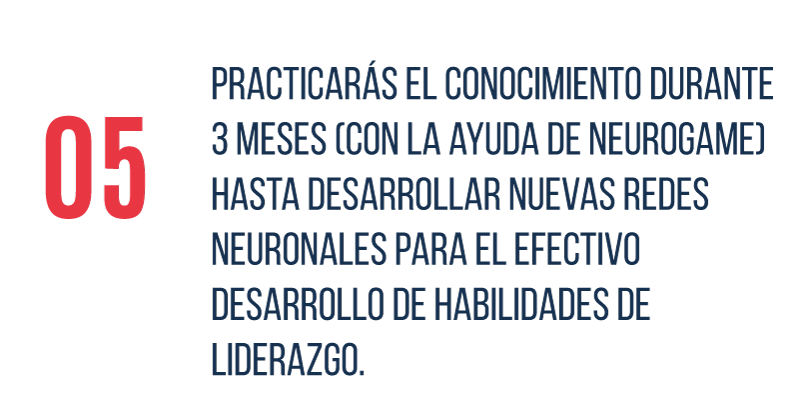 05
PRACTICARÁS EL CONOCIMIENTO DURANTE
3 MESES (CON LA AYUDA DE NEUROGAME)
HASTA DESARROLLAR NUEVAS REDES
NEURONALES PARA EL EFECTIVO
DESARROLLO DE HABILIDADES DE
LIDERAZGO.